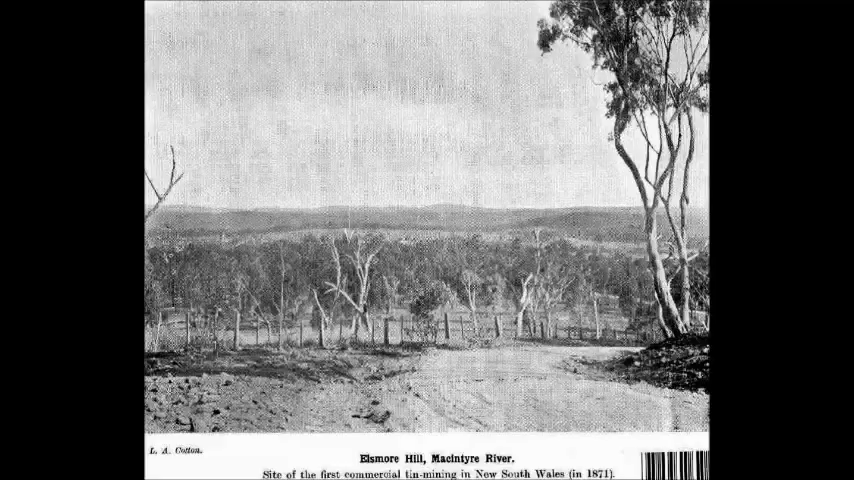 L. A. Cotton.
Elsmore Hill, Macintyre River.
Site of the first commercial tin-mining in New South Wales (in 1871).